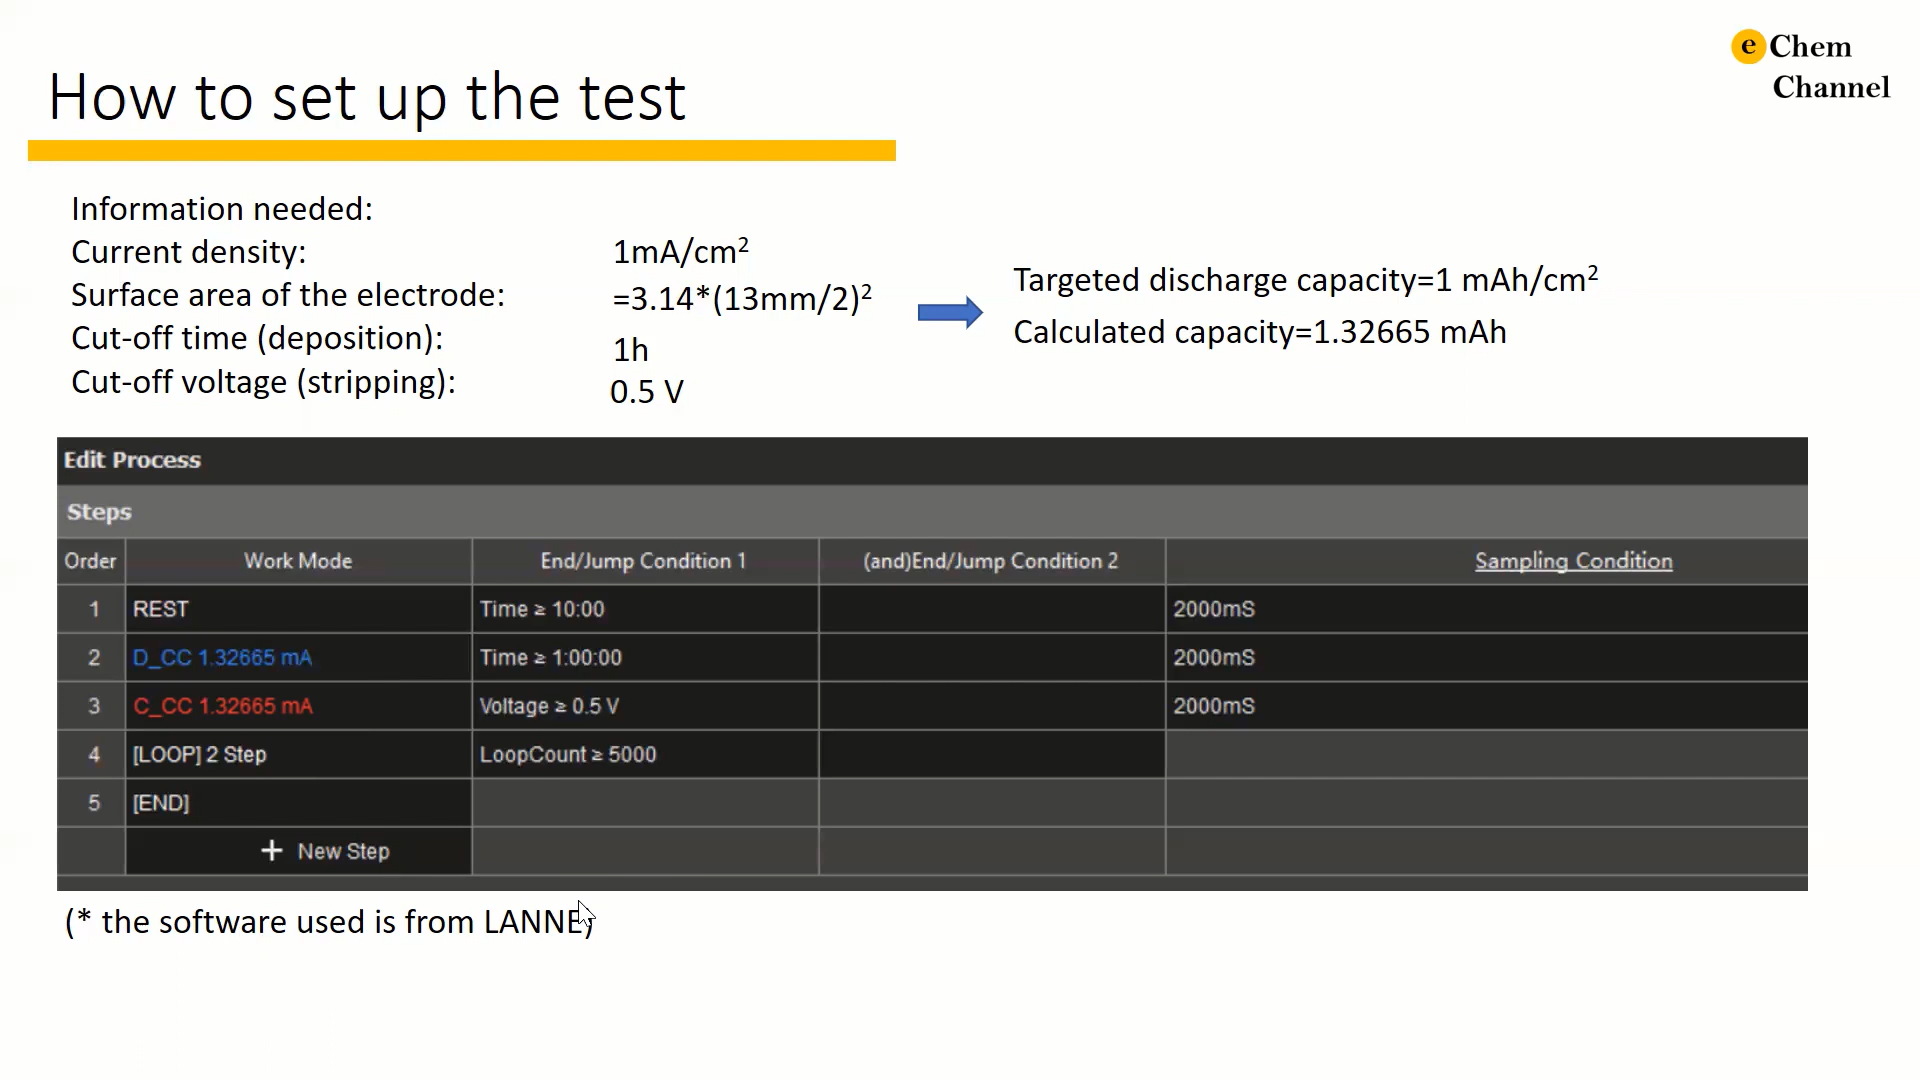 e Chem
Channel
How to set up the test
Information needed:
Current density: 1mA/cm²
Surface area of the electrode: =3.14*(13mm/2)²
Cut-off time (deposition): 1h
Cut-off voltage (stripping): 0.5 V
Targeted discharge capacity=1 mAh/cm²
Calculated capacity=1.32665 mAh
Edit Process
Steps
Order Work Mode End/Jump Condition 1 (and)End/Jump Condition 2 Sampling Condition
1 REST Time ≥ 10:00 2000mS
2 D_CC 1.32665 mA Time ≥ 1:00:00 2000mS
3 C_CC 1.32665 mA Voltage ≥ 0.5 V 2000mS
4 [LOOP] 2 Step LoopCount ≥ 5000
5 [END]
+ New Step
(* the software used is from LANNE)